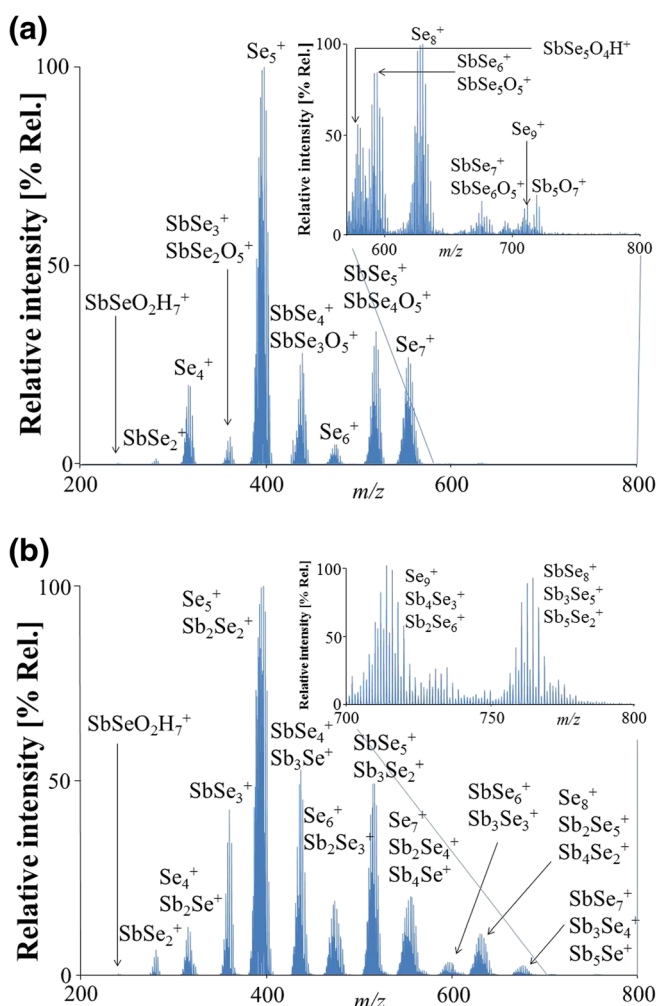 (a)
Relative intensity [% Rel.]
100
50
0
200
400
600
800
m/z
SbSeO₂H₇⁺
SbSe₂⁺
Se₄⁺
SbSe₃⁺
SbSe₂O₅⁺
Se₅⁺
SbSe₄⁺
SbSe₃O₅⁺
Se₆⁺
SbSe₅⁺
SbSe₄O₅⁺
Se₇⁺
Relative intensity [% Rel.]
100
50
0
600
700
800
m/z
SbSe₅O₄H⁺
SbSe₆⁺
SbSe₅O₅⁺
Se₈⁺
SbSe₇⁺
SbSe₆O₅⁺
Se₉⁺
Sb₅O₇⁺
(b)
Relative intensity [% Rel.]
100
50
0
200
400
600
800
m/z
SbSeO₂H₇⁺
SbSe₂⁺
Se₄⁺
Sb₂Se⁺
SbSe₃⁺
Se₅⁺
Sb₂Se₂⁺
SbSe₄⁺
Sb₃Se⁺
Se₆⁺
Sb₂Se₃⁺
SbSe₅⁺
Sb₃Se₂⁺
Se₇⁺
Sb₂Se₄⁺
Sb₄Se⁺
SbSe₆⁺
Sb₃Se₃⁺
Se₈⁺
Sb₂Se₅⁺
Sb₄Se₂⁺
SbSe₇⁺
Sb₃Se₄⁺
Sb₅Se⁺
Relative intensity [% Rel.]
100
50
0
700
750
800
m/z
Se₉⁺
Sb₄Se₃⁺
Sb₂Se₆⁺
SbSe₈⁺
Sb₃Se₅⁺
Sb₅Se₂⁺